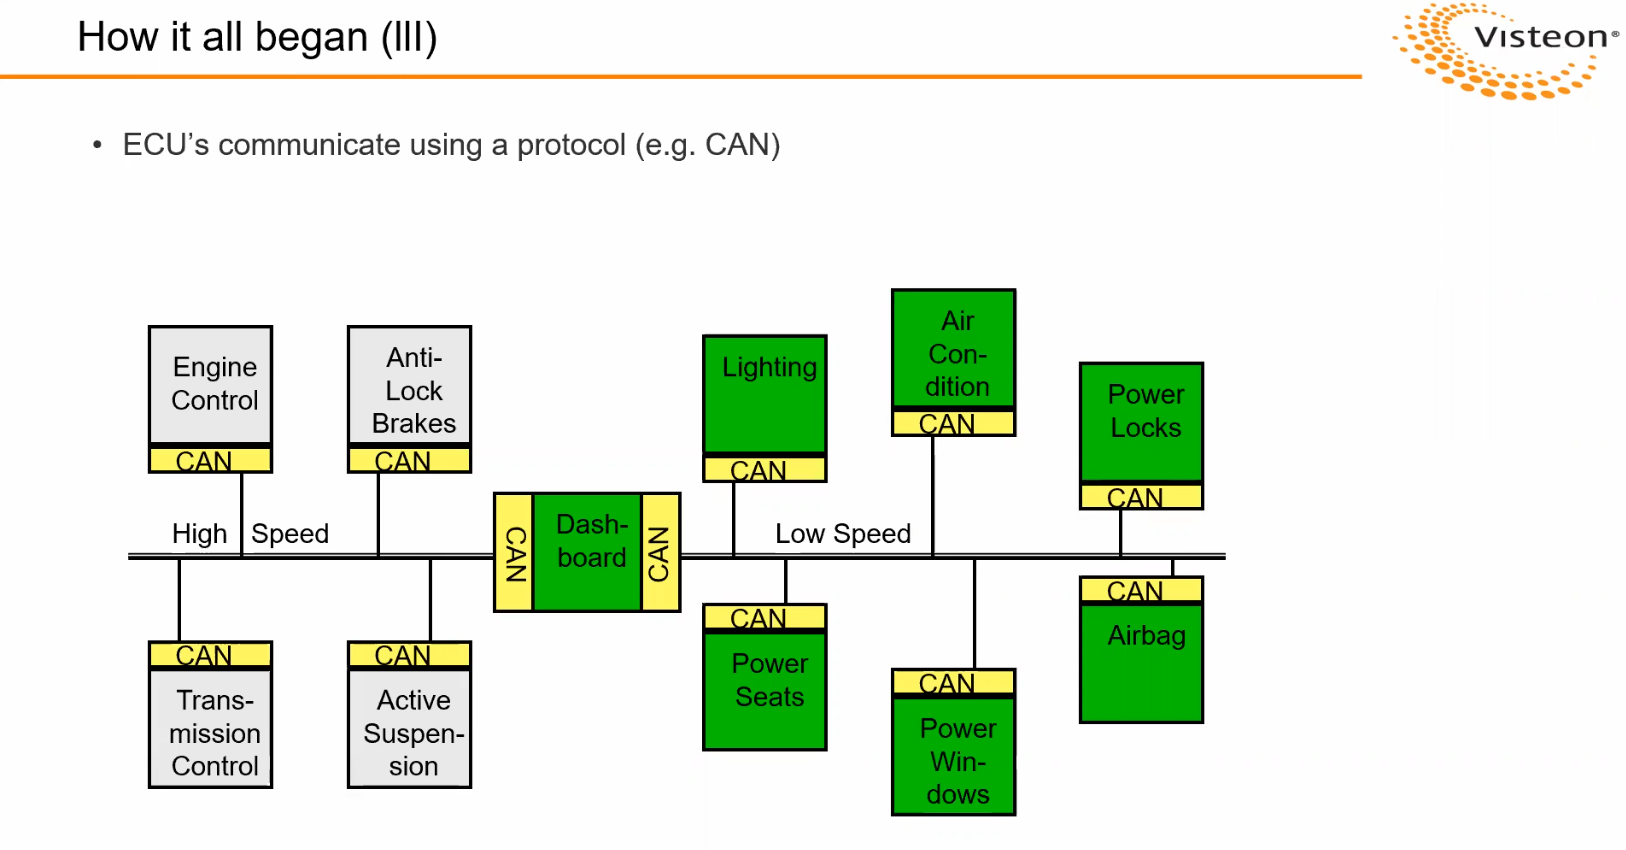 How it all began (III)
Visteon®
• ECU’s communicate using a protocol (e.g. CAN)
Engine
Control
CAN
Anti-
Lock
Brakes
CAN
Lighting
CAN
Air
Con-
dition
CAN
Power
Locks
CAN
High Speed
CAN
Dash-
board
CAN
Low Speed
CAN
Trans-
mission
Control
CAN
Active
Suspen-
sion
CAN
Power
Seats
CAN
Power
Win-
dows
CAN
Airbag